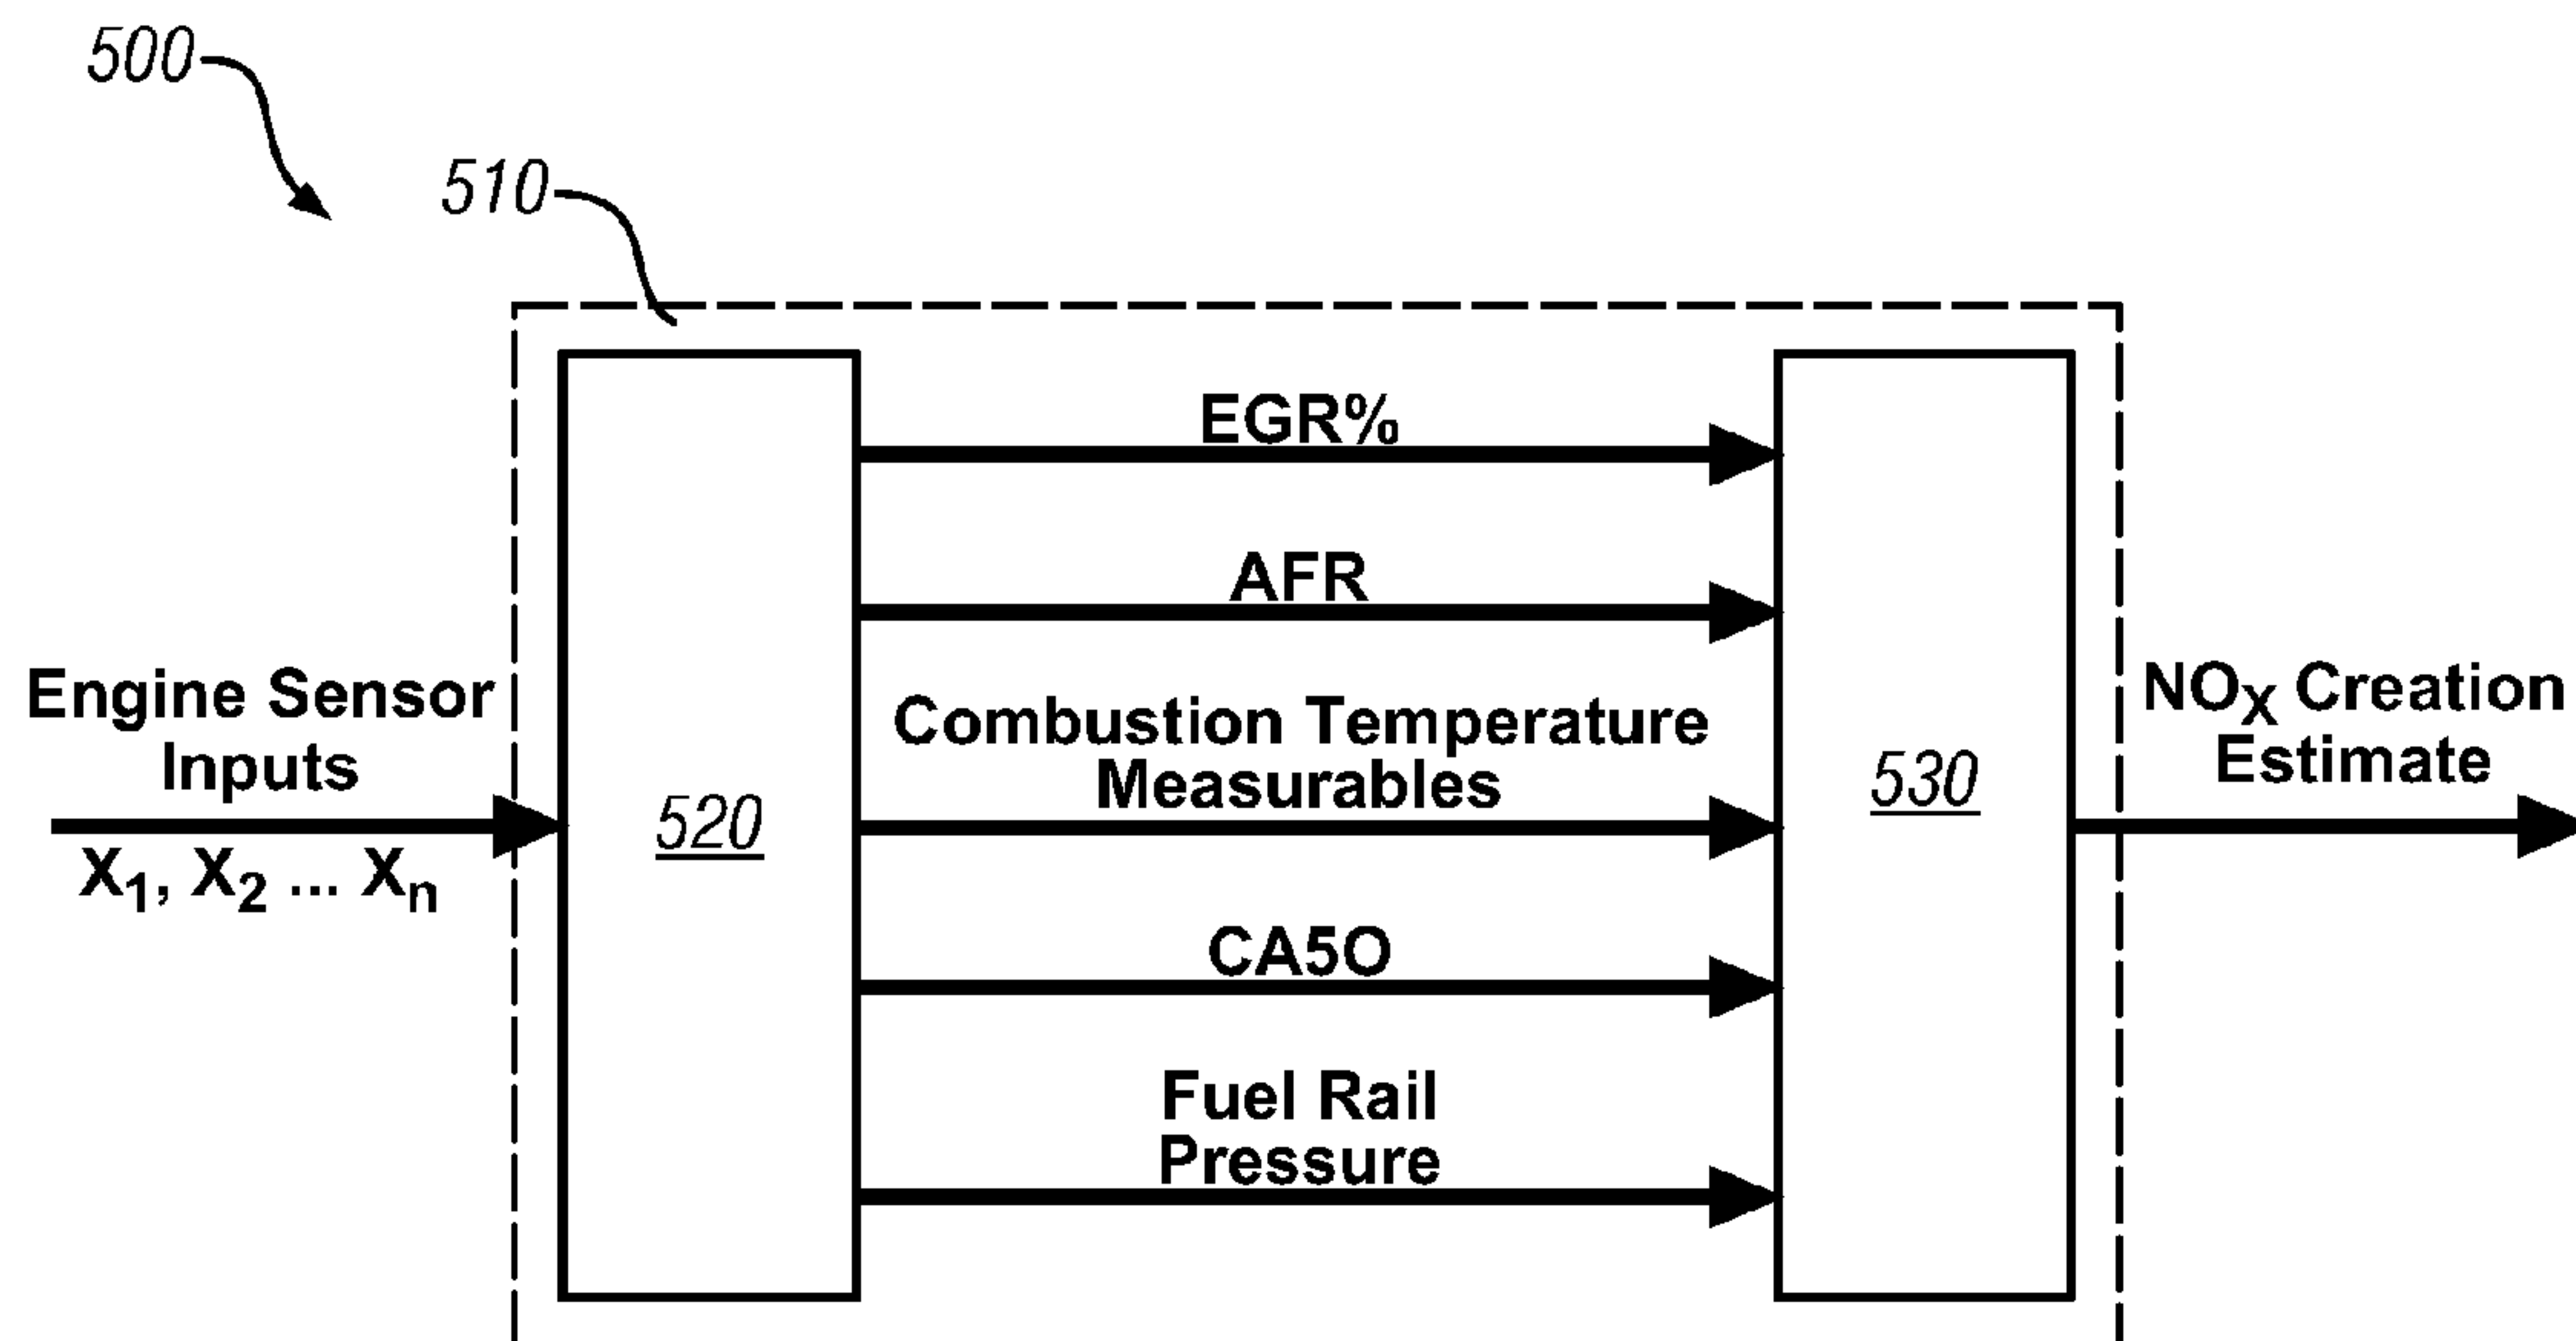 500
510
EGR%
AFR
Engine Sensor
Inputs
X1, X2 ... Xn
520
Combustion Temperature
Measurables
530
NOX Creation
Estimate
CA5O
Fuel Rail
Pressure